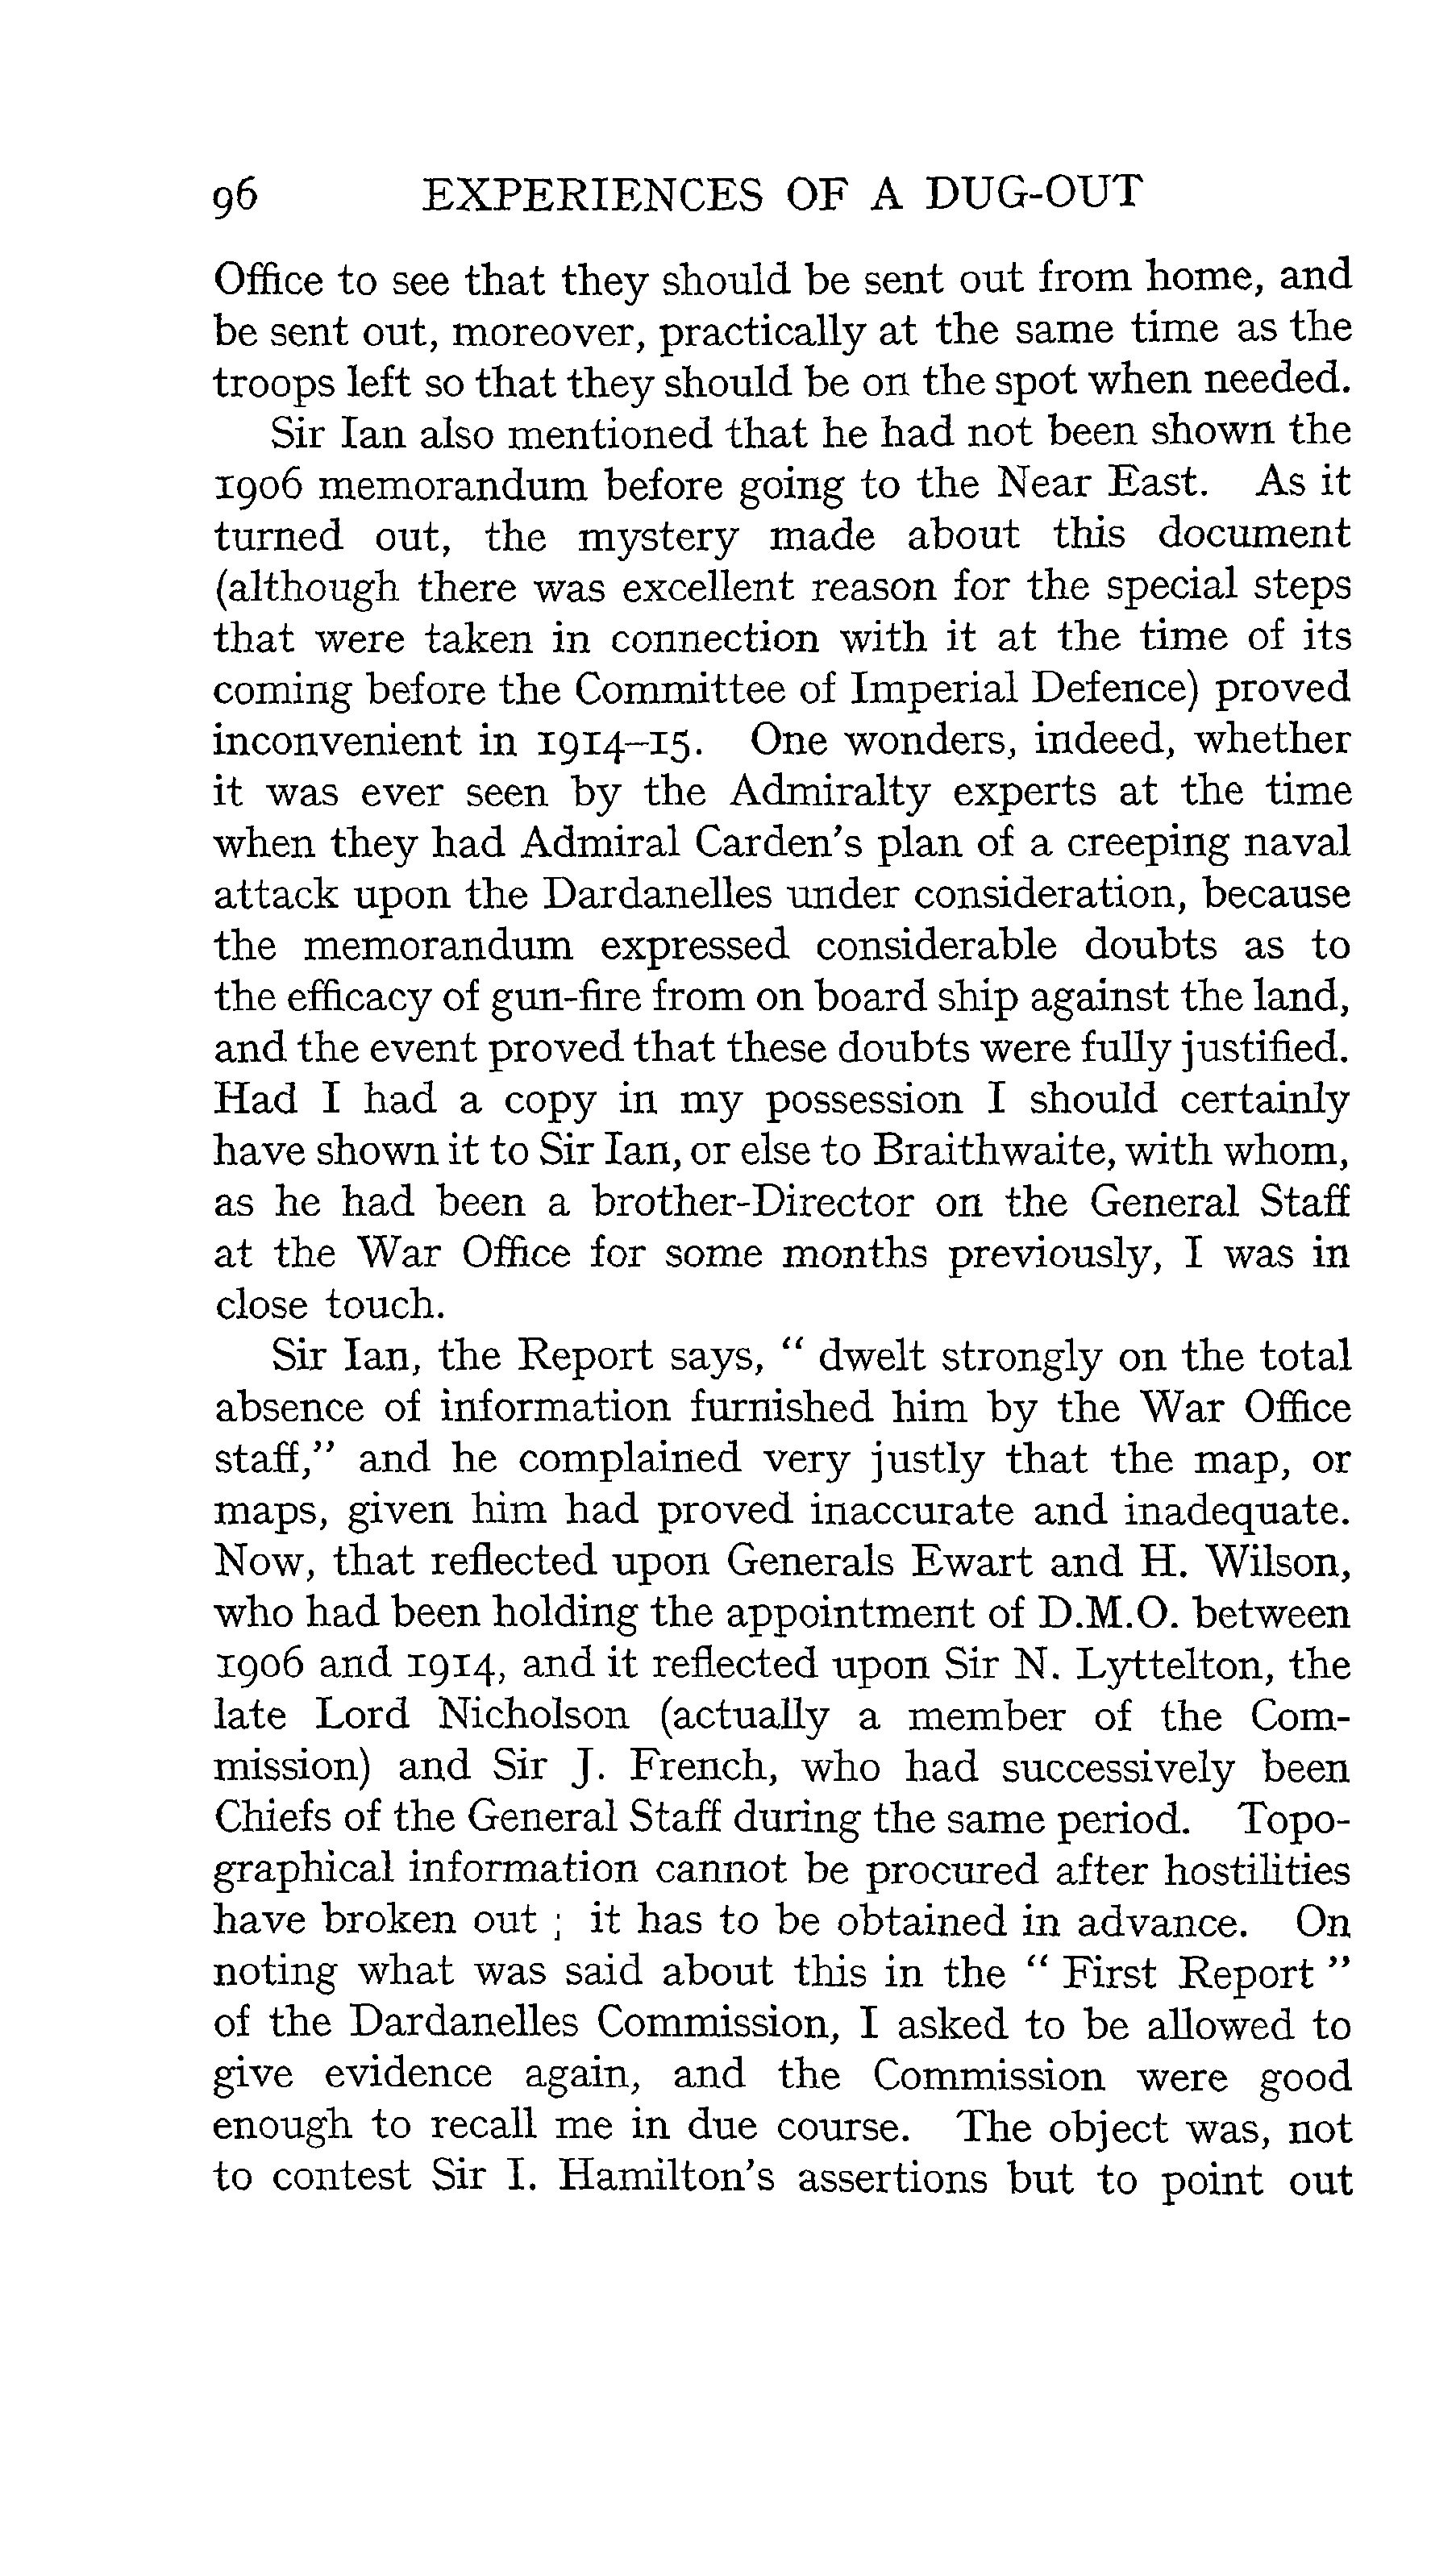 96 EXPERIENCES OF A DUG-OUT
Office to see that they should be sent out from home, and
be sent out, moreover, practically at the same time as the
troops left so that they should be on the spot when needed.
Sir Ian also mentioned that he had not been shown the
1906 memorandum before going to the Near East. As it
turned out, the mystery made about this document
(although there was excellent reason for the special steps
that were taken in connection with it at the time of its
coming before the Committee of Imperial Defence) proved
inconvenient in 1914–15. One wonders, indeed, whether
it was ever seen by the Admiralty experts at the time
when they had Admiral Carden's plan of a creeping naval
attack upon the Dardanelles under consideration, because
the memorandum expressed considerable doubts as to
the efficacy of gun-fire from on board ship against the land,
and the event proved that these doubts were fully justified.
Had I had a copy in my possession I should certainly
have shown it to Sir Ian, or else to Braithwaite, with whom,
as he had been a brother-Director on the General Staff
at the War Office for some months previously, I was in
close touch.
Sir Ian, the Report says, “ dwelt strongly on the total
absence of information furnished him by the War Office
staff,” and he complained very justly that the map, or
maps, given him had proved inaccurate and inadequate.
Now, that reflected upon Generals Ewart and H. Wilson,
who had been holding the appointment of D.M.O. between
1906 and 1914, and it reflected upon Sir N. Lyttelton, the
late Lord Nicholson (actually a member of the Com-
mission) and Sir J. French, who had successively been
Chiefs of the General Staff during the same period. Topo-
graphical information cannot be procured after hostilities
have broken out ; it has to be obtained in advance. On
noting what was said about this in the “ First Report ”
of the Dardanelles Commission, I asked to be allowed to
give evidence again, and the Commission were good
enough to recall me in due course. The object was, not
to contest Sir I. Hamilton's assertions but to point out